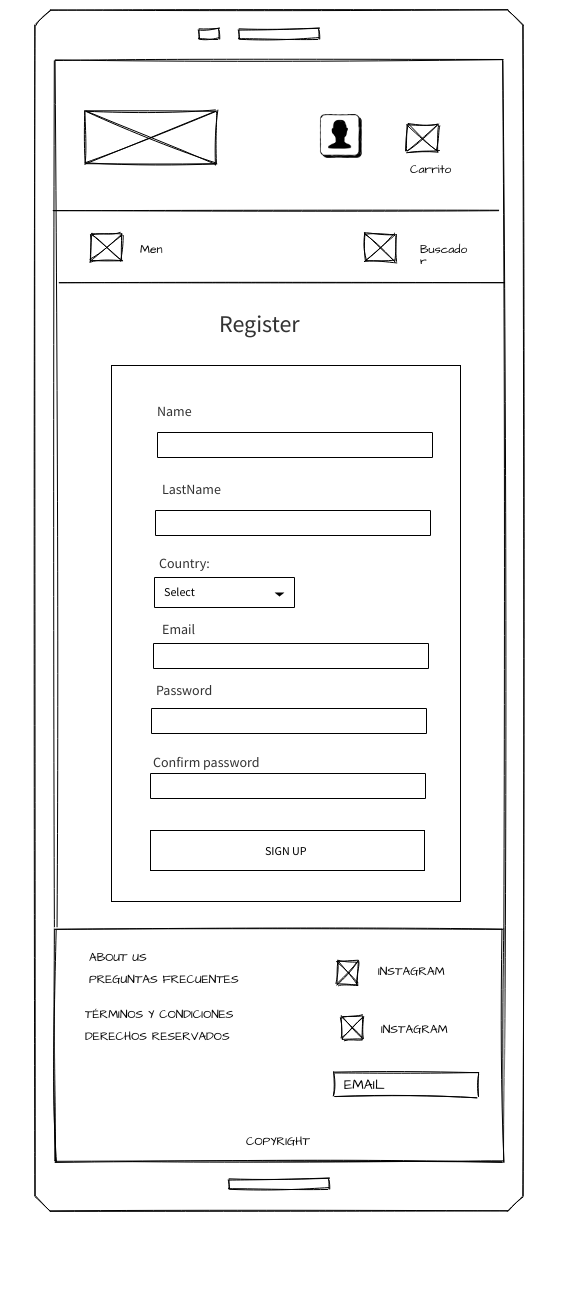 Carrito
Men
Buscado
r
Register
Name
LastName
Country:
Select
Email
Password
Confirm password
SIGN UP
ABOUT US
PREGUNTAS FRECUENTES
INSTAGRAM
TÉRMINOS Y CONDICIONES
DERECHOS RESERVADOS
INSTAGRAM
EMAIL
COPYRIGHT